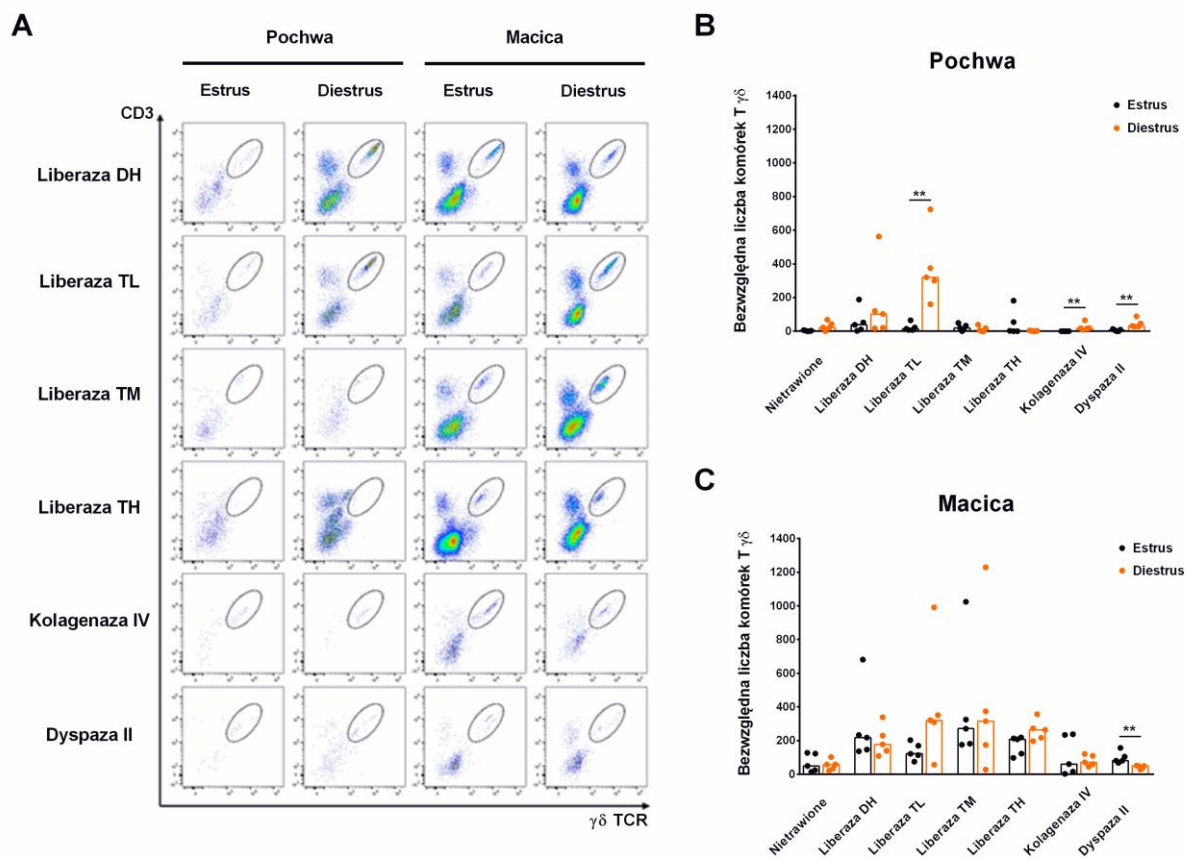 A
Pochwa Macica
Estrus Diestrus Estrus Diestrus
CD3
Liberaza DH
Liberaza TL
Liberaza TM
Liberaza TH
Kolagenaza IV
Dyspaza II
γδ TCR
B
Pochwa
Bezwzględna liczba komórek T γδ
1400
1200
1000
800
600
400
200
0
Estrus
Diestrus
**
**
**
Nietrawione
Liberaza DH
Liberaza TL
Liberaza TM
Liberaza TH
Kolagenaza IV
Dyspaza II
C
Macica
Bezwzględna liczba komórek T γδ
1400
1200
1000
800
600
400
200
0
Estrus
Diestrus
**
Nietrawione
Liberaza DH
Liberaza TL
Liberaza TM
Liberaza TH
Kolagenaza IV
Dyspaza II